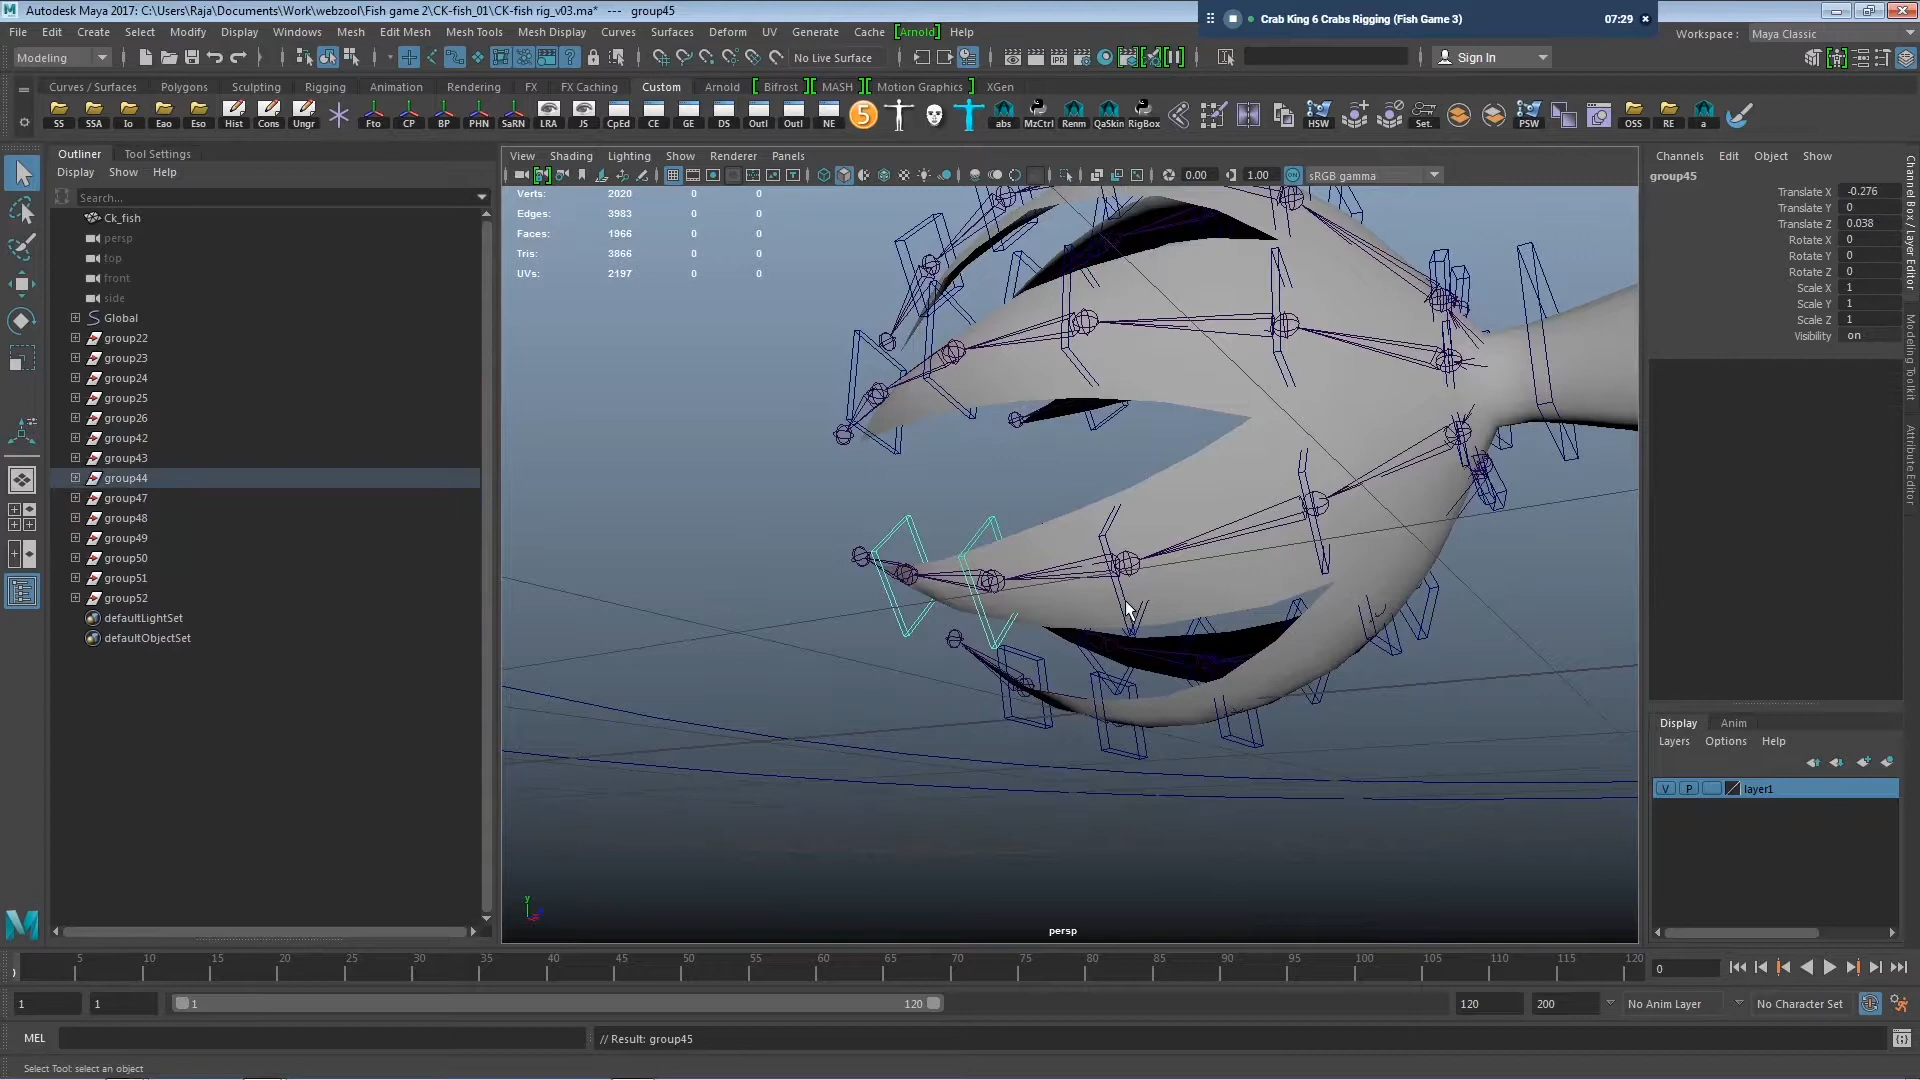 Autodesk Maya 2017: C:\Users\Raja\Documents\Work\webzool\Fish game 2\CK-fish_01\CK-fish rig_v03.ma*   ---   group45
Crab King 6 Crabs Rigging (Fish Game 3)
07:29
File Edit Create Select Modify Display Windows Mesh Edit Mesh Mesh Tools Mesh Display Curves Surfaces Deform UV Generate Cache [Arnold] Help
Workspace : Maya Classic
Modeling
No Live Surface
Sign In
Curves / Surfaces Polygons Sculpting Rigging Animation Rendering FX FX Caching Custom Arnold [ Bifrost ] [ MASH ] [ Motion Graphics ] XGen
SS SSA Io Eao Eso Hist Cons Ungr Fto CP BP PHN SaRN LRA JS CpEd CE GE DS Outl Outl NE 5 abs MzCtrl Renm QaSkin RigBox HSW Set. PSW OSS RE a
Outliner Tool Settings
Display Show Help
Search...
Ck_fish
persp
top
front
side
Global
group22
group23
group24
group25
group26
group42
group43
group44
group47
group48
group49
group50
group51
group52
defaultLightSet
defaultObjectSet
View Shading Lighting Show Renderer Panels
IPR
0.00 1.00 ON sRGB gamma
Verts: 2020 0 0
Edges: 3983 0 0
Faces: 1966 0 0
Tris: 3866 0 0
UVs: 2197 0 0
y
persp
Channels Edit Object Show
group45
Translate X -0.276
Translate Y 0
Translate Z 0.038
Rotate X 0
Rotate Y 0
Rotate Z 0
Scale X 1
Scale Y 1
Scale Z 1
Visibility on
Channel Box / Layer Editor
Modeling Toolkit
Attribute Editor
Display Anim
Layers Options Help
V P layer1
5 10 15 20 25 30 35 40 45 50 55 60 65 70 75 80 85 90 95 100 105 110 115 120
0
1 1 1 120 120 200 No Anim Layer No Character Set
MEL
// Result: group45
Select Tool: select an object